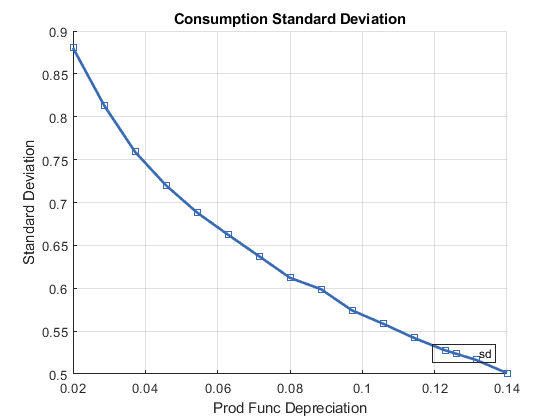 Consumption Standard Deviation
0.9
0.85
0.8
0.75
0.7
0.65
0.6
0.55
0.5
Standard Deviation
sd
0.02 0.04 0.06 0.08 0.1 0.12 0.14
Prod Func Depreciation